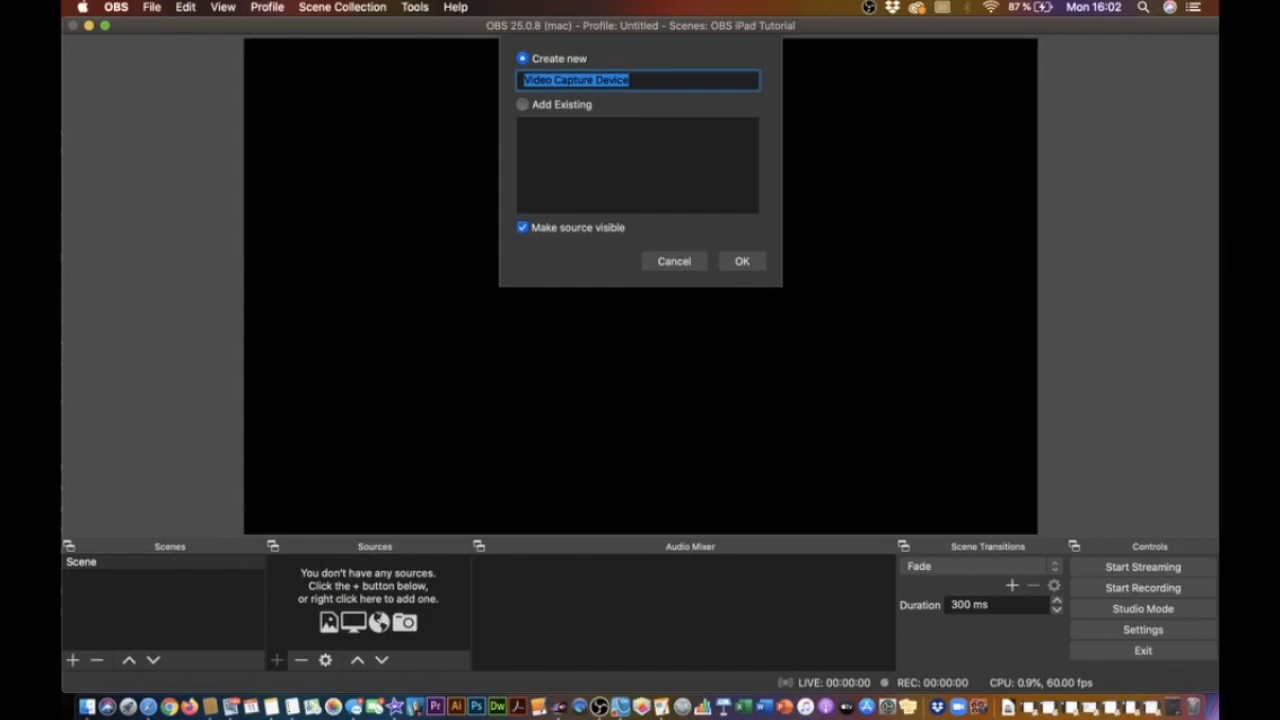 OBS File Edit View Profile Scene Collection Tools Help 87% Mon 16:02
OBS 25.0.8 (mac) - Profile: Untitled - Scenes: OBS iPad Tutorial
Create new
Video Capture Device
Add Existing
Make source visible
Cancel OK
Scenes Sources Audio Mixer Scene Transitions Controls
Scene
You don't have any sources.
Click the + button below,
or right click here to add one.
Fade
Duration 300 ms
Start Streaming
Start Recording
Studio Mode
Settings
Exit
LIVE: 00:00:00 REC: 00:00:00 CPU: 0.9%, 60.00 fps
Pr Ai Ps Dw